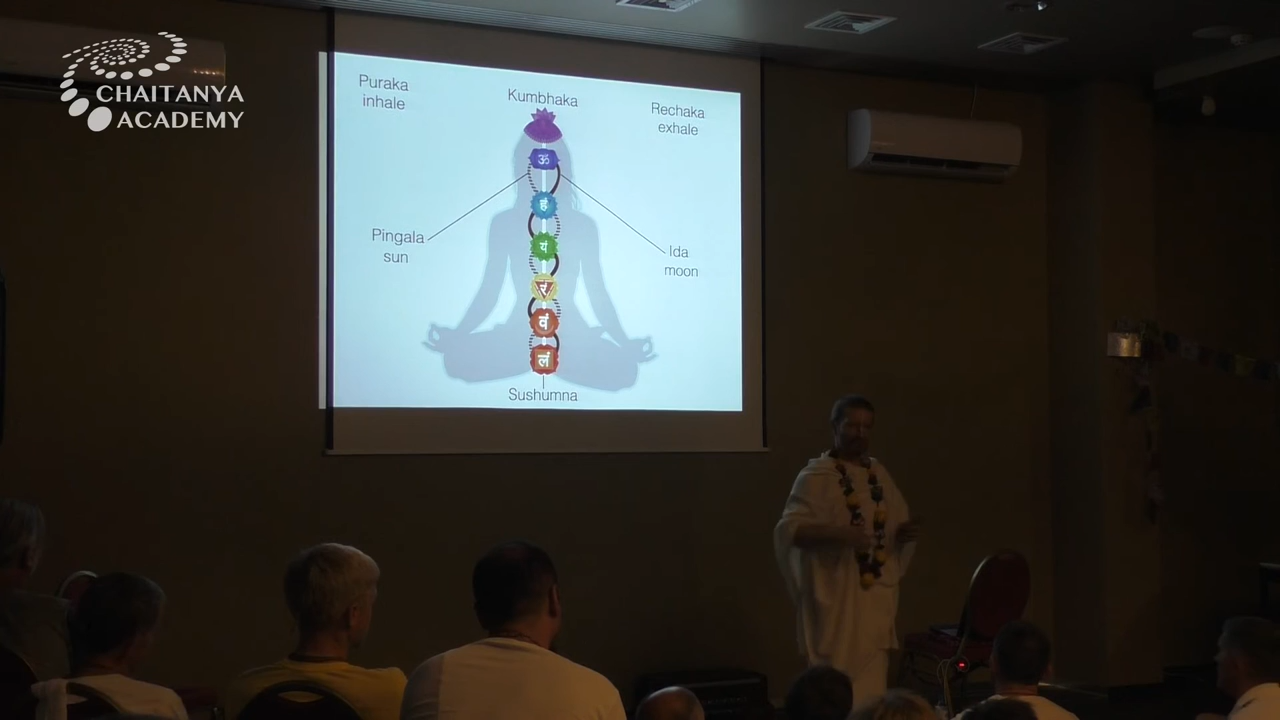 CHAITANYA
ACADEMY
Puraka
inhale
Kumbhaka
Rechaka
exhale
ॐ
हं
Pingala
sun
यं
Ida
moon
रं
वं
लं
Sushumna